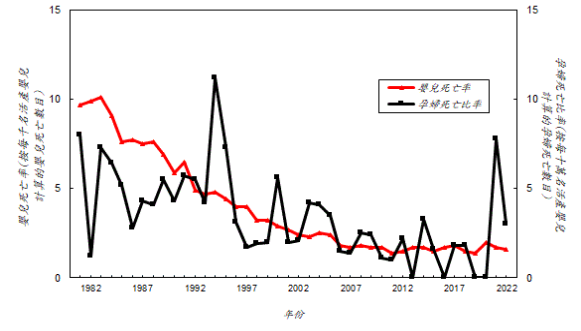 15
15
10
10
5
5
0
0
嬰兒死亡率(按每千名活產嬰兒
計算的嬰兒死亡數目)
嬰兒死亡率
孕婦死亡比率
孕婦死亡比率(按每十萬名活產嬰兒
計算的孕婦死亡數目)
1982 1987 1992 1997 2002 2007 2012 2017 2022
年份